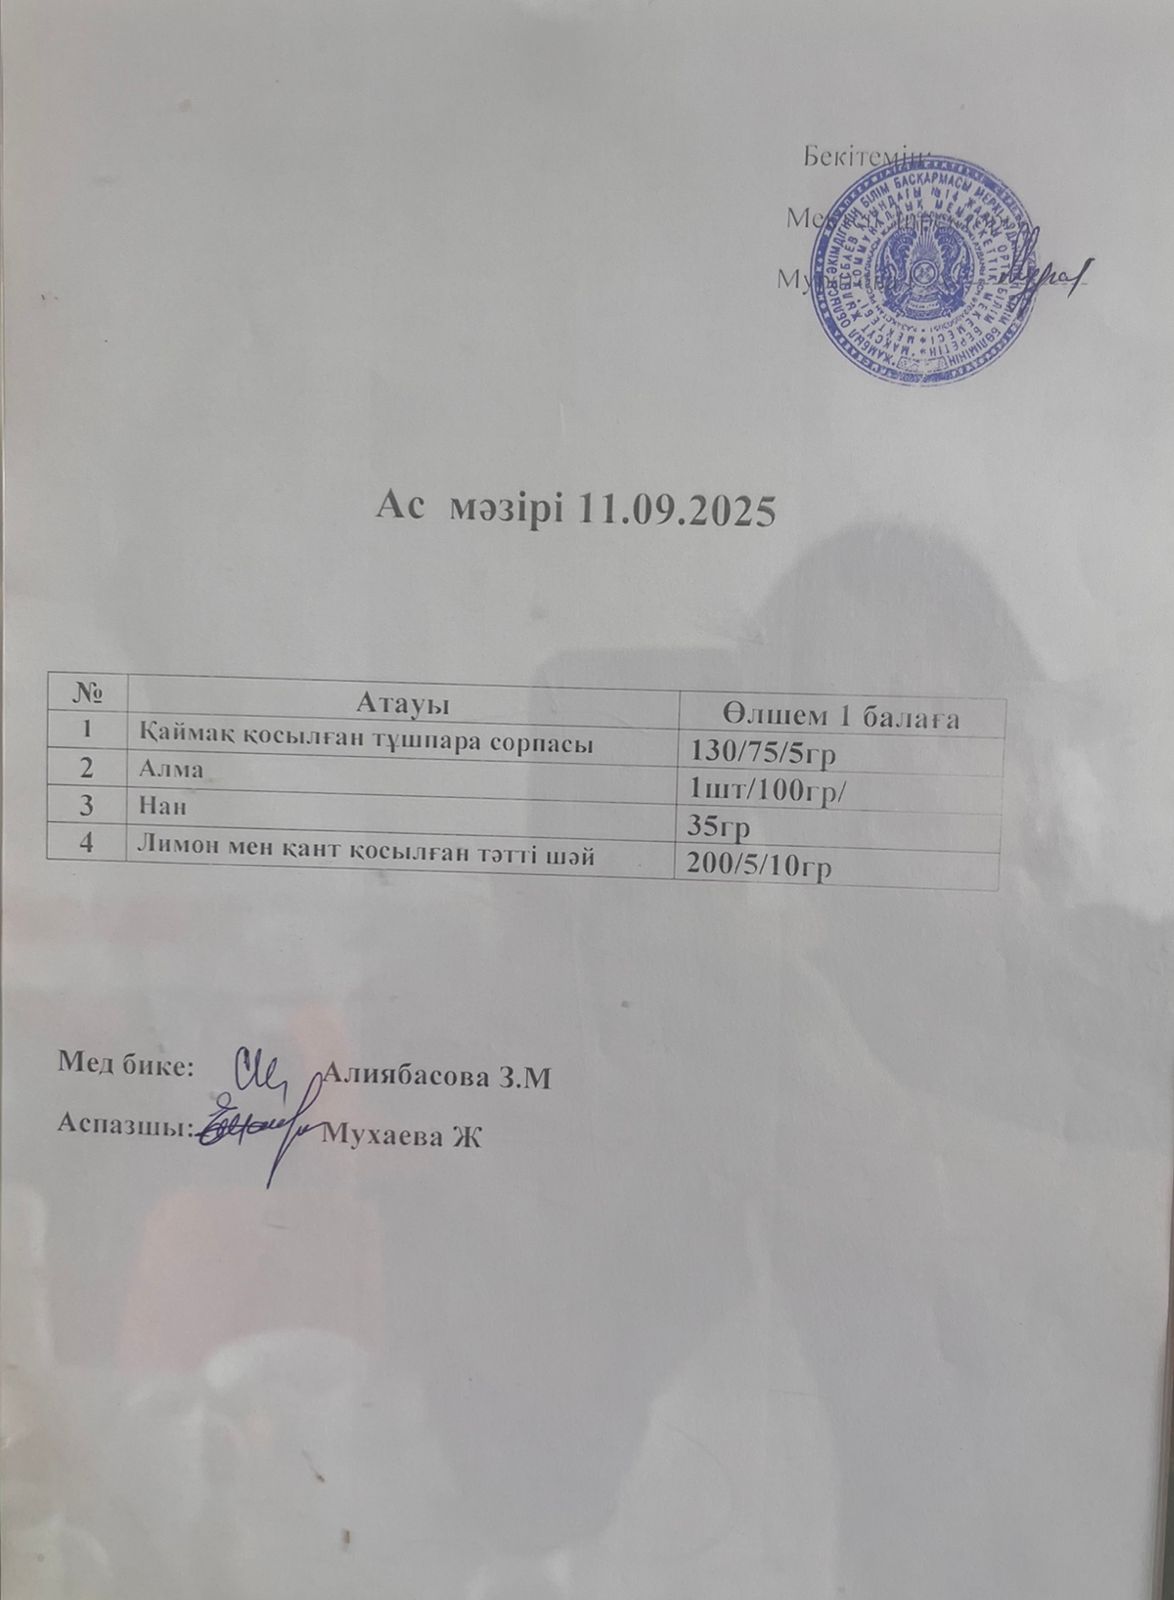 Бекітемін:
Ас мәзірі 11.09.2025
№ Атауы Өлшем 1 балаға
1 Қаймақ қосылған тұшпара сорпасы 130/75/5гр
2 Алма 1шт/100гр/
3 Нан 35гр
4 Лимон мен қант қосылған тәтті шәй 200/5/10гр
Мед бике: Алиябасова З.М
Аспазшы: Мухаева Ж